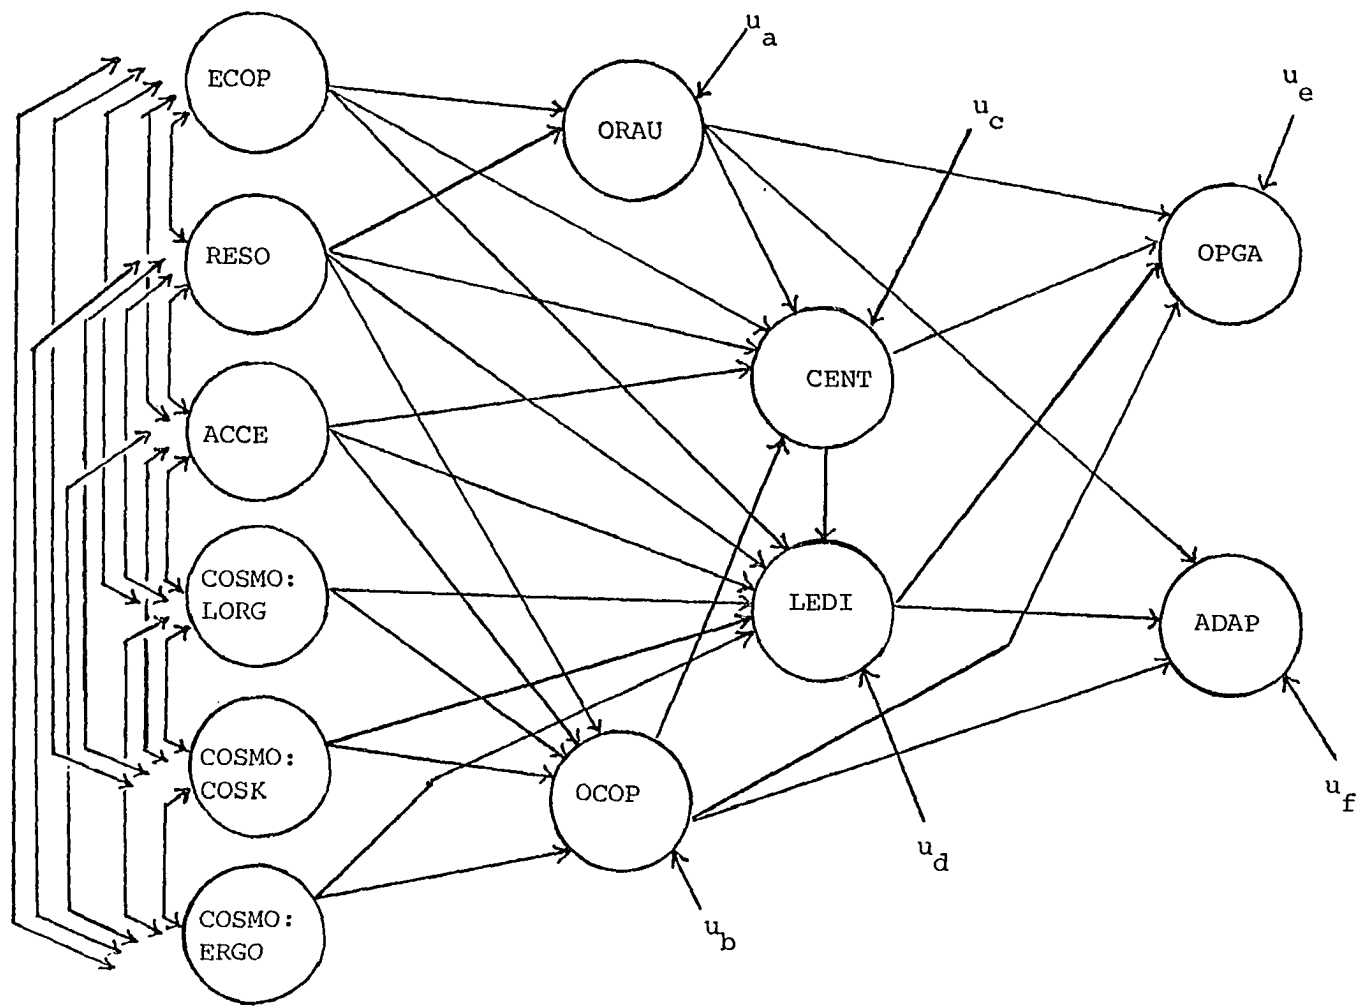 ECOP
RESO
ACCE
COSMO:
LORG
COSMO:
COSK
COSMO:
ERGO
ORAU
OCOP
CENT
LEDI
OPGA
ADAP
u_a
u_b
u_c
u_d
u_e
u_f